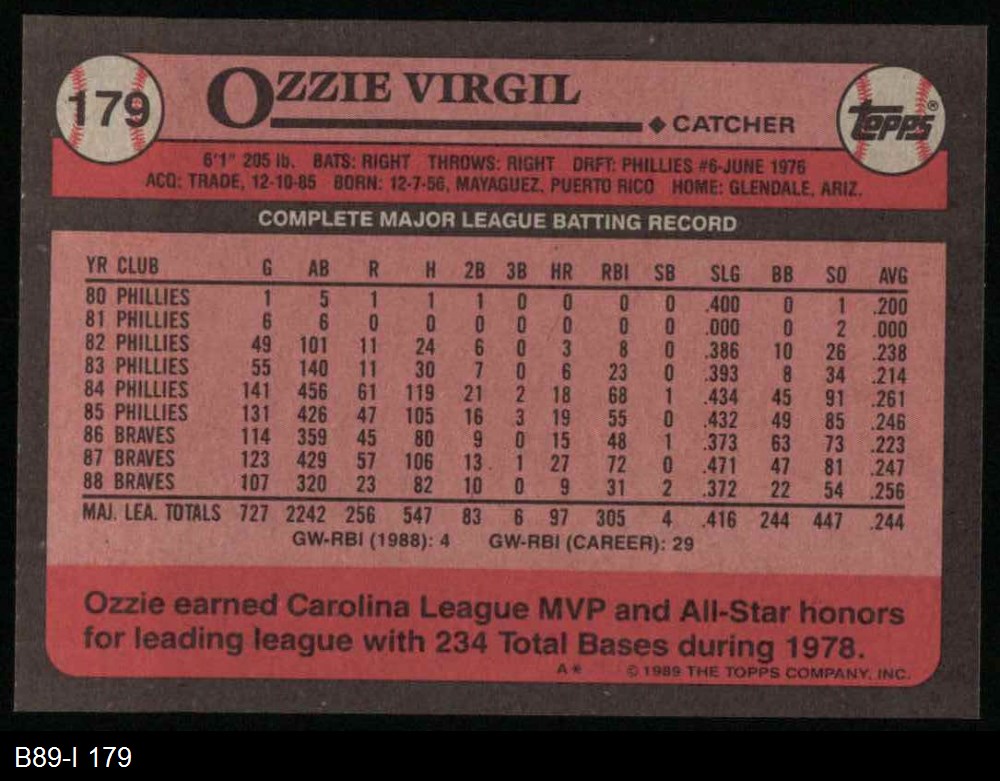 179
OZZIE VIRGIL
◆ CATCHER
Topps®
6'1" 205 lb. BATS: RIGHT THROWS: RIGHT DRFT: PHILLIES #6-JUNE 1976
ACQ: TRADE, 12-10-85 BORN: 12-7-56, MAYAGUEZ, PUERTO RICO HOME: GLENDALE, ARIZ.
COMPLETE MAJOR LEAGUE BATTING RECORD
YR CLUB G AB R H 2B 3B HR RBI SB SLG BB SO AVG
80 PHILLIES 1 5 1 1 1 0 0 0 0 .400 0 1 .200
81 PHILLIES 6 6 0 0 0 0 0 0 0 .000 0 2 .000
82 PHILLIES 49 101 11 24 6 0 3 8 0 .386 10 26 .238
83 PHILLIES 55 140 11 30 7 0 6 23 0 .393 8 34 .214
84 PHILLIES 141 456 61 119 21 2 18 68 1 .434 45 91 .261
85 PHILLIES 131 426 47 105 16 3 19 55 0 .432 49 85 .246
86 BRAVES 114 359 45 80 9 0 15 48 1 .373 63 73 .223
87 BRAVES 123 429 57 106 13 1 27 72 0 .471 47 81 .247
88 BRAVES 107 320 23 82 10 0 9 31 2 .372 22 54 .256
MAJ. LEA. TOTALS 727 2242 256 547 83 6 97 305 4 .416 244 447 .244
GW-RBI (1988): 4 GW-RBI (CAREER): 29
Ozzie earned Carolina League MVP and All-Star honors
for leading league with 234 Total Bases during 1978.
A* © 1989 THE TOPPS COMPANY, INC.
B89-I 179